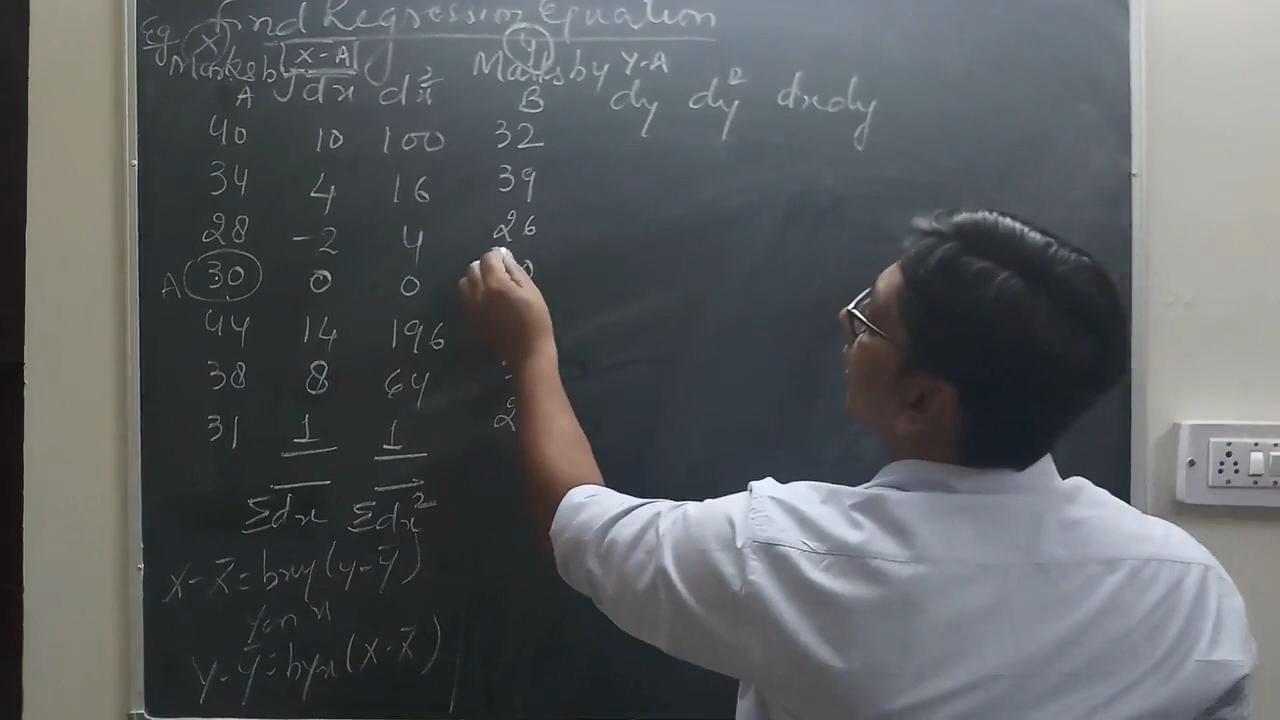 Eg Find Regression Equation
X X-A y Y-A
Marks by dx dx² Marks by dy dy² dxdy
A B
40 10 100 32
34 4 16 39
28 -2 4 26
A 30 0 0
44 14 196
38 8 64
31 1 1
Σdx Σdx²
X-X̄=bxy(y-ȳ)
y on x
y-ȳ=byx(X-X̄)